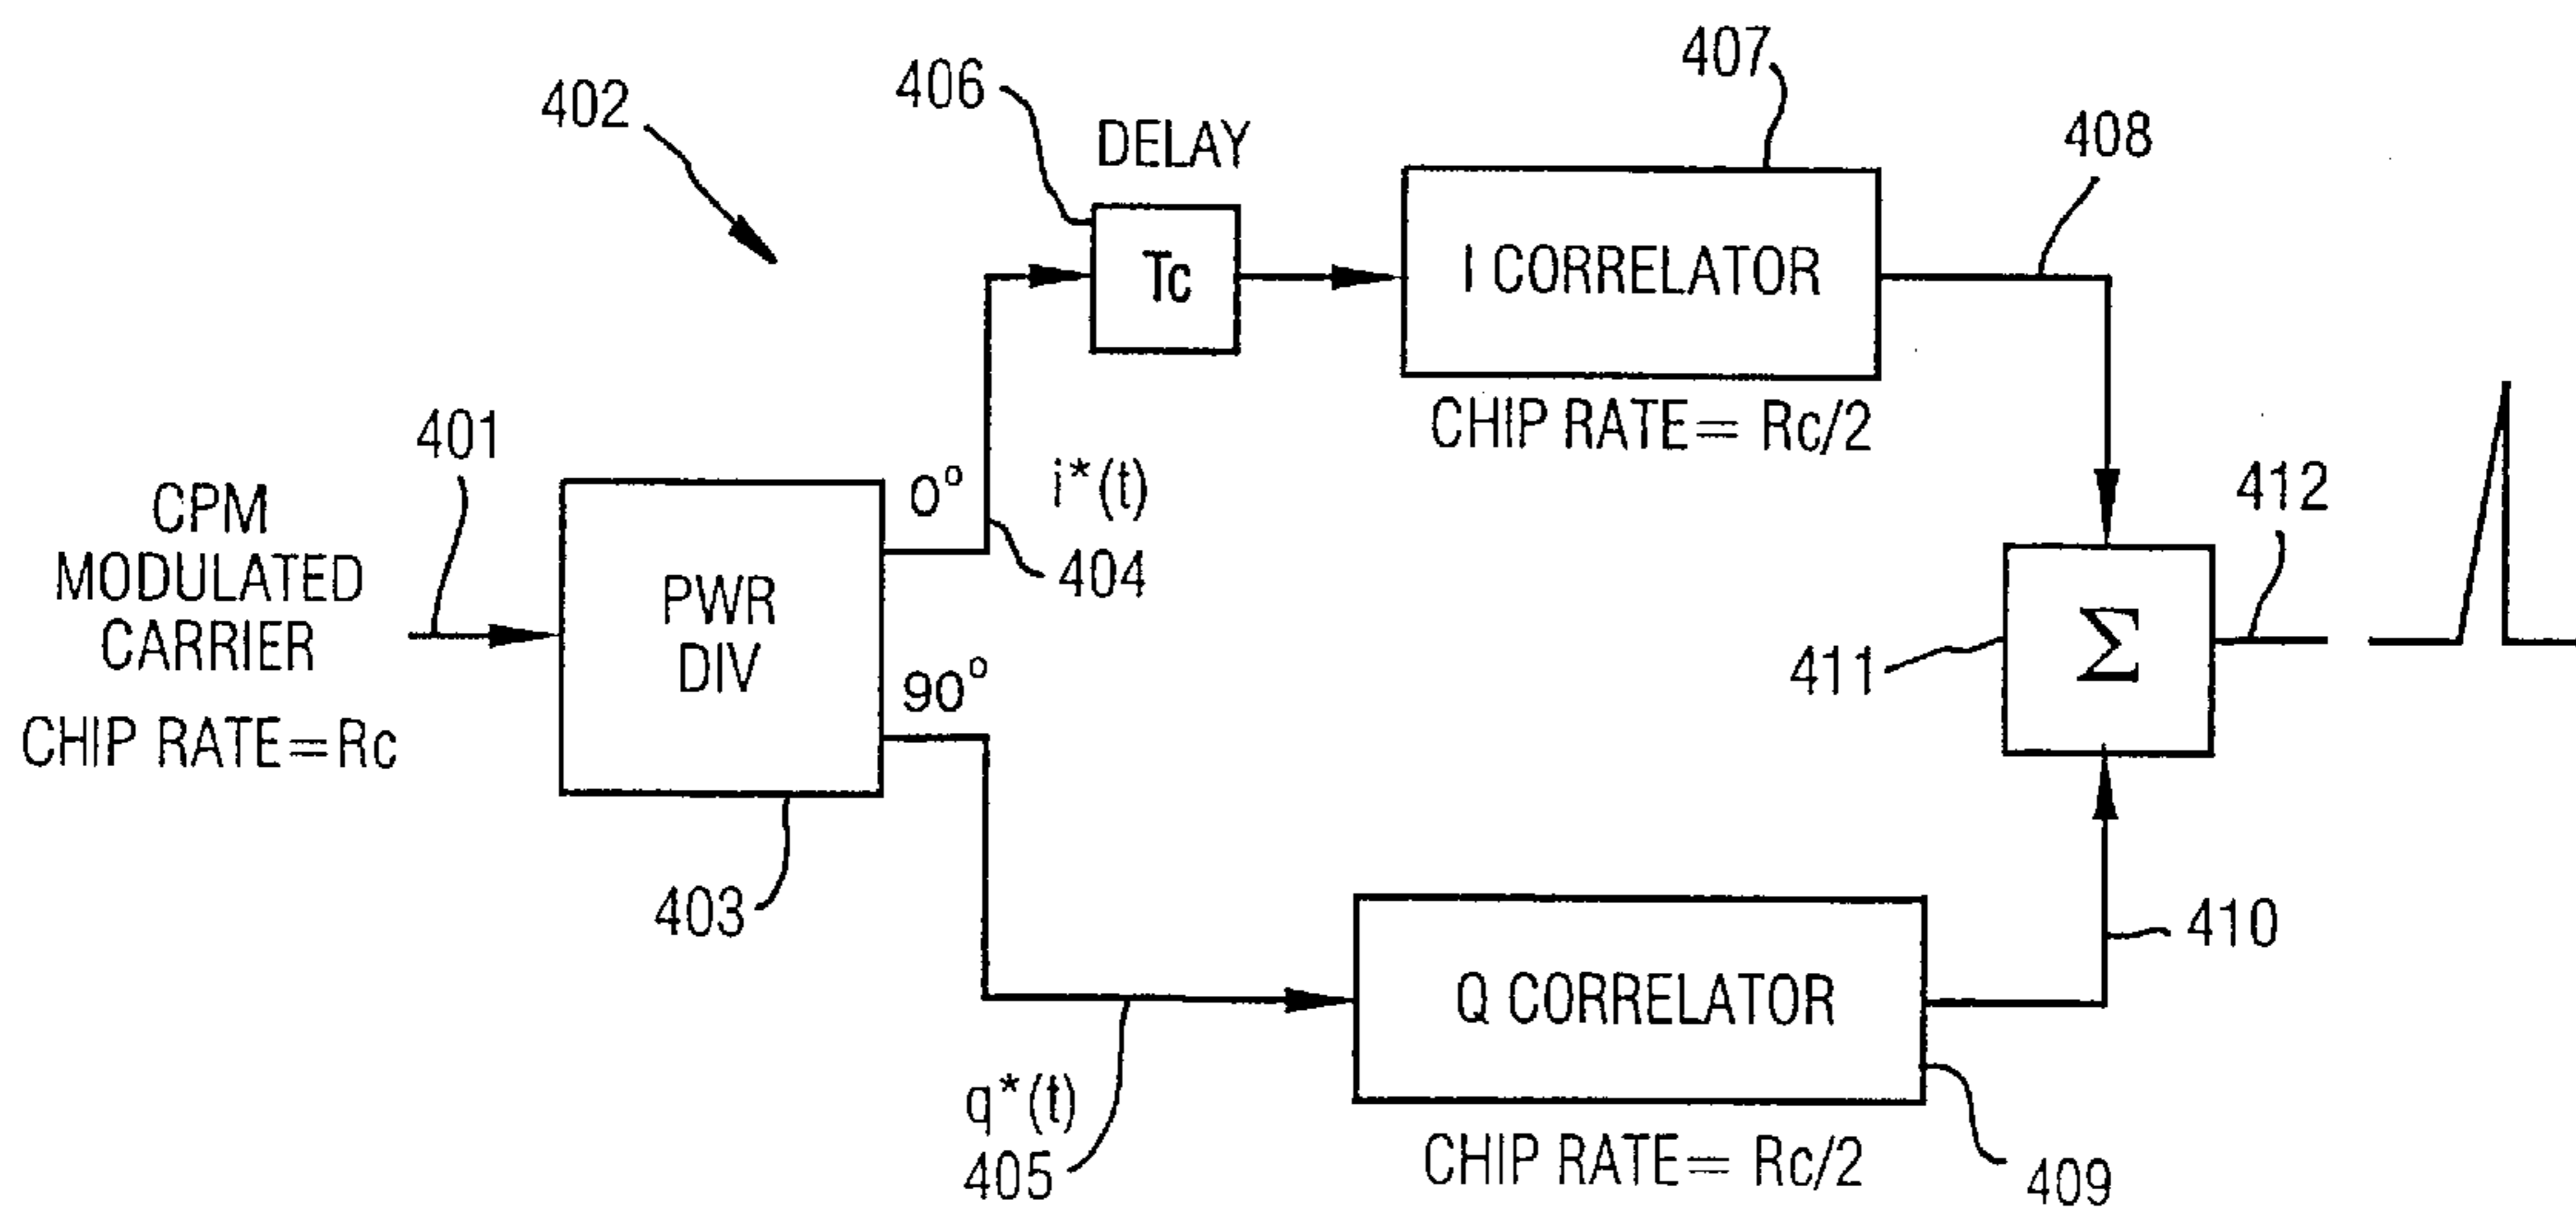 402
406
DELAY
Tc
407
I CORRELATOR
CHIP RATE = Rc/2
408
401
CPM
MODULATED
CARRIER
CHIP RATE = Rc
PWR
DIV
403
0°
i*(t)
404
90°
q*(t)
405
Q CORRELATOR
CHIP RATE = Rc/2
409
410
411
Σ
412